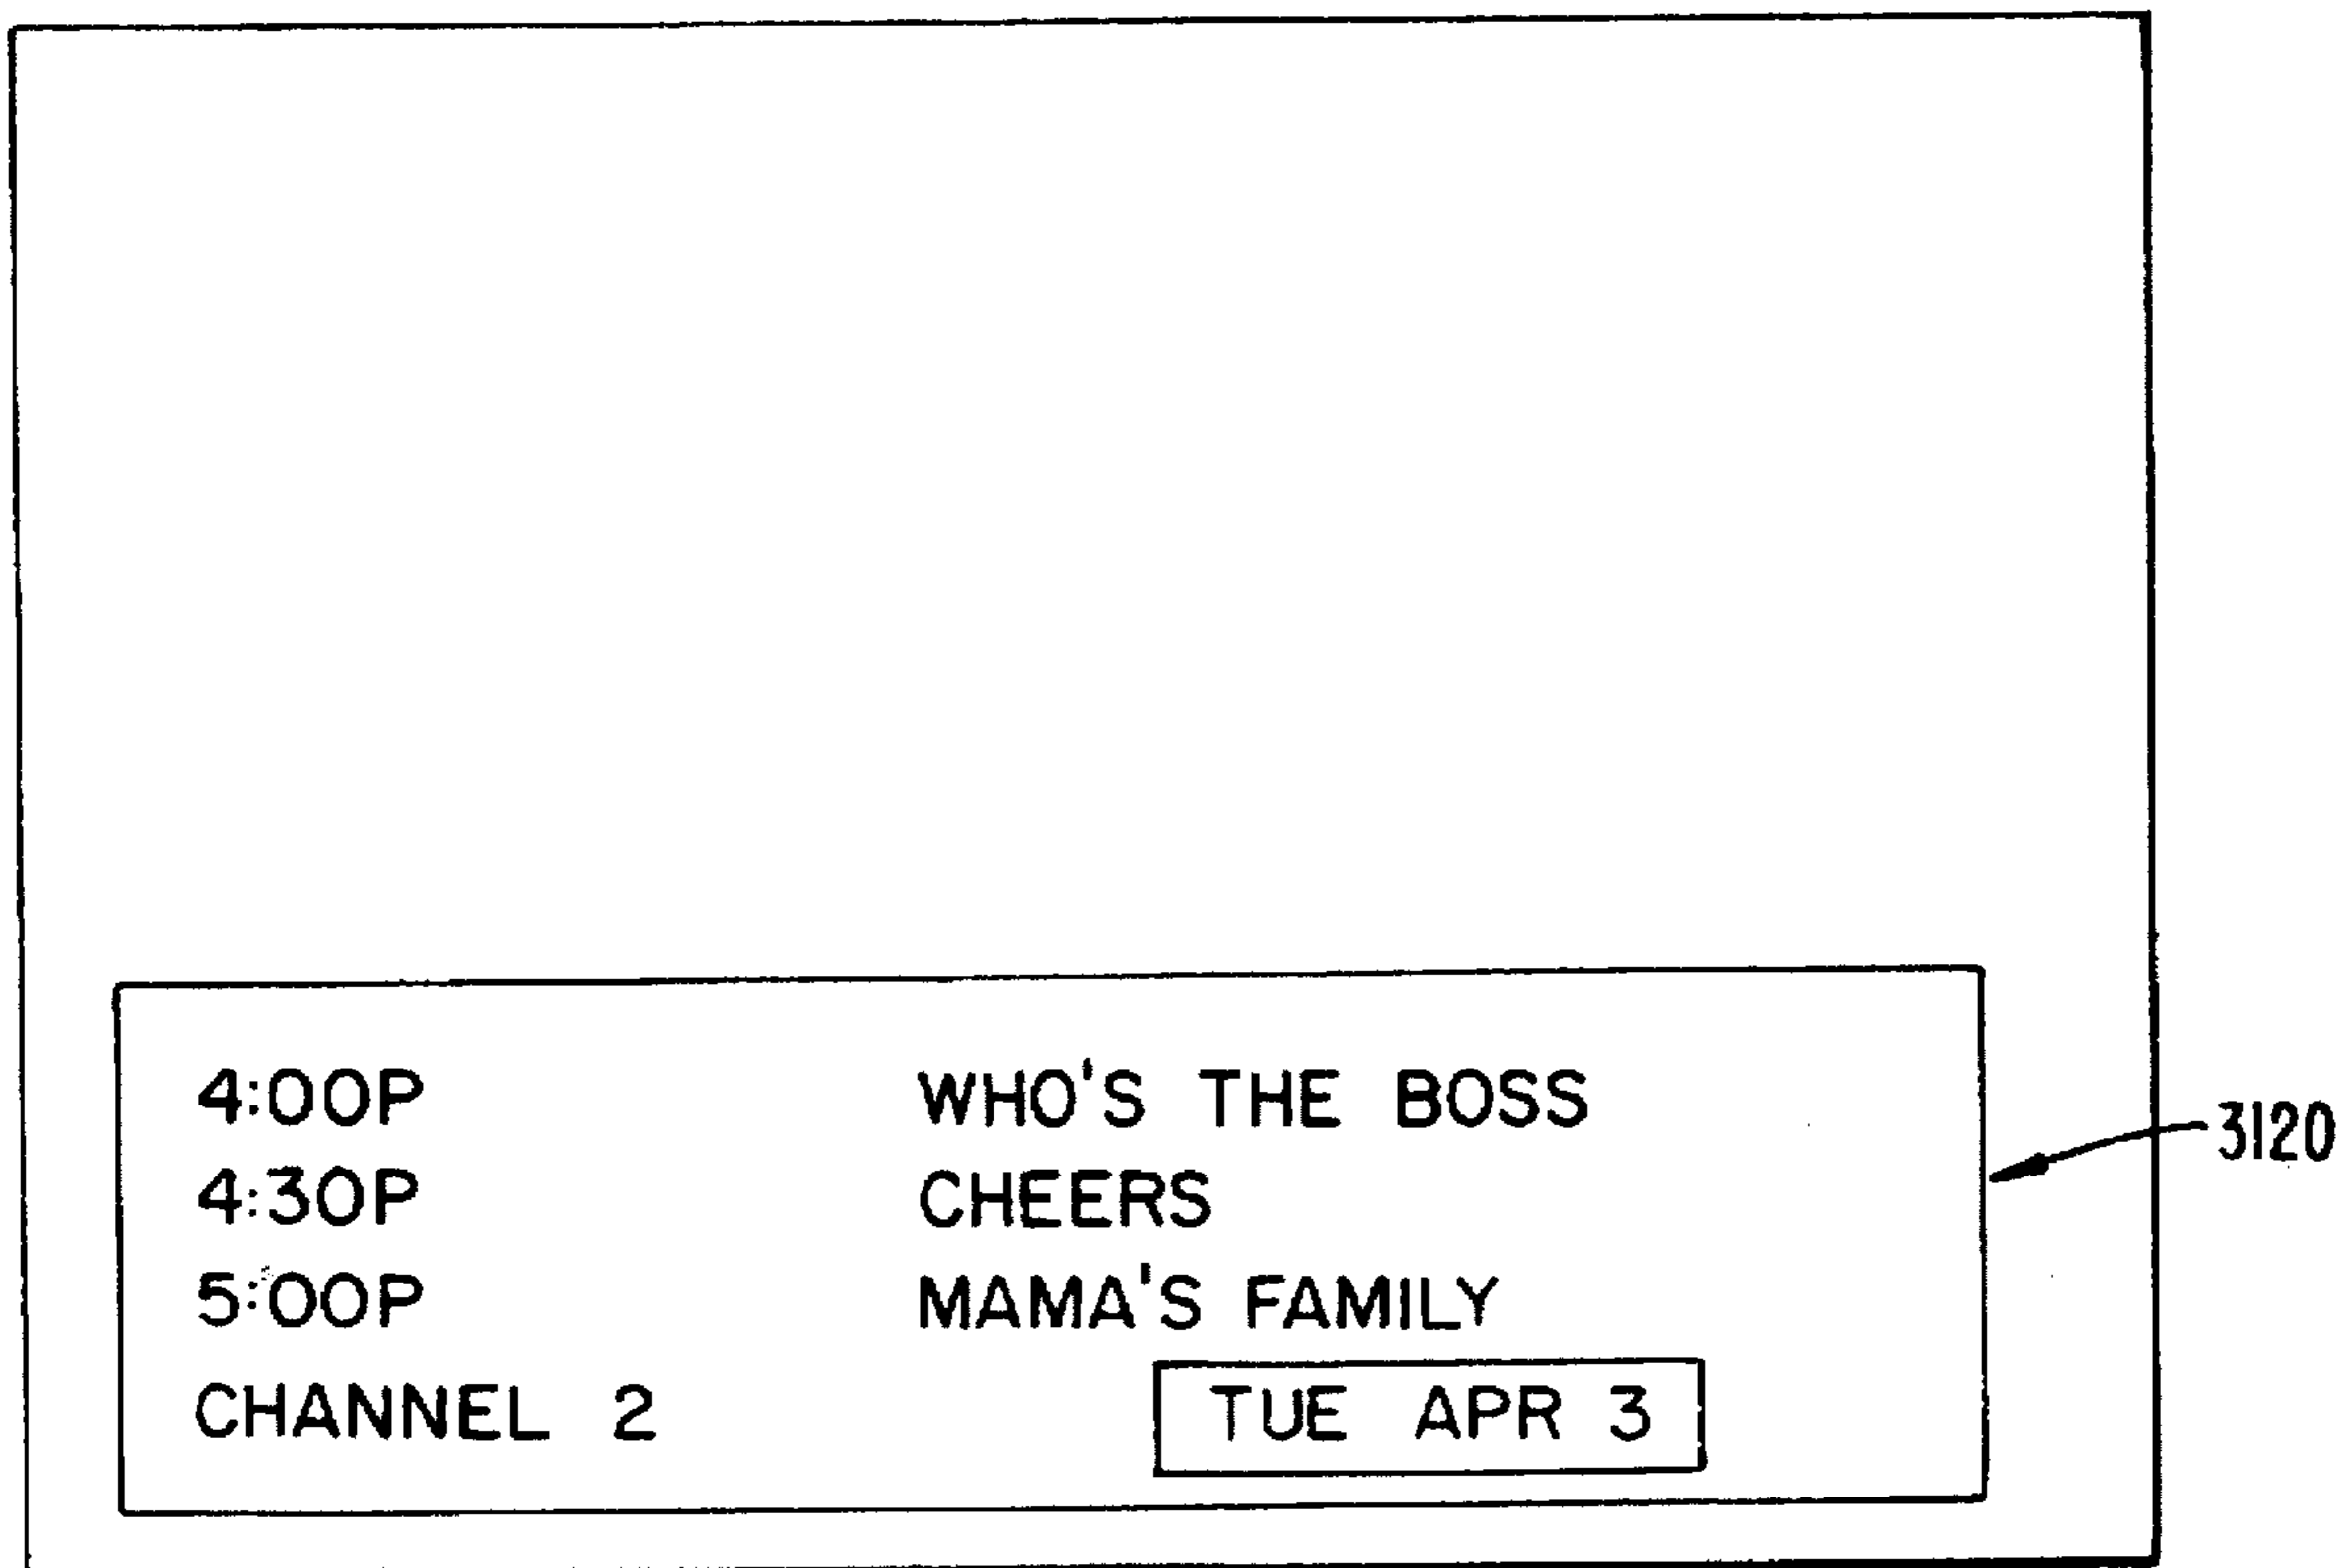 4:00P WHO'S THE BOSS
4:30P CHEERS
5:00P MAMA'S FAMILY
CHANNEL 2 TUE APR 3
3120